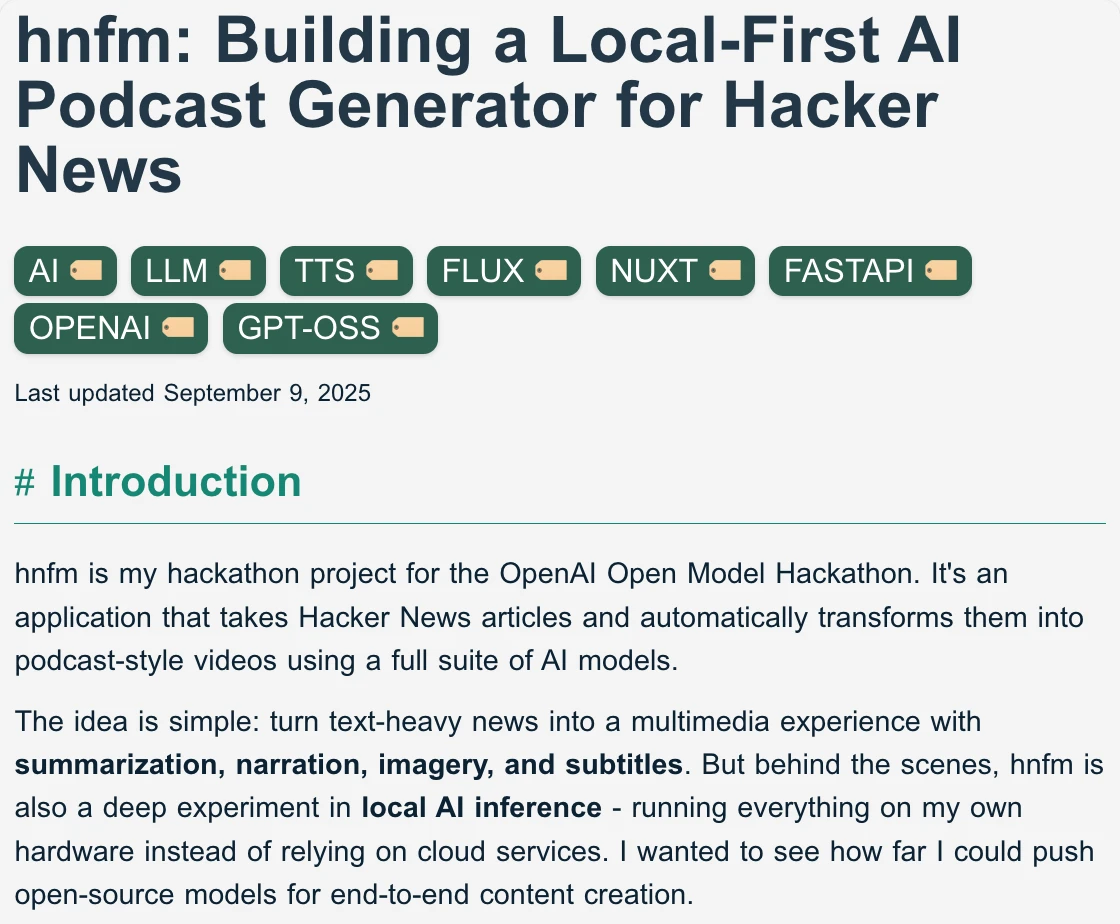 hnfm: Building a Local-First AI
Podcast Generator for Hacker
News
AI
LLM
TTS
FLUX
NUXT
FASTAPI
OPENAI
GPT-OSS
Last updated September 9, 2025
# Introduction
hnfm is my hackathon project for the OpenAI Open Model Hackathon. It's an
application that takes Hacker News articles and automatically transforms them into
podcast-style videos using a full suite of AI models.
The idea is simple: turn text-heavy news into a multimedia experience with
summarization, narration, imagery, and subtitles. But behind the scenes, hnfm is
also a deep experiment in local AI inference - running everything on my own
hardware instead of relying on cloud services. I wanted to see how far I could push
open-source models for end-to-end content creation.